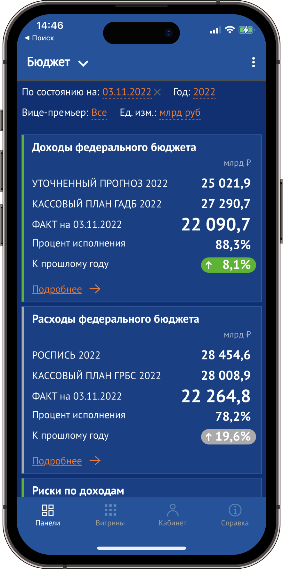 14:46
Поиск
Бюджет
По состоянию на: 03.11.2022 Год: 2022
Вице-премьер: Все Ед. изм.: млрд руб
Доходы федерального бюджета
млрд ₽
УТОЧНЕННЫЙ ПРОГНОЗ 2022 25 021,9
КАССОВЫЙ ПЛАН ГАДБ 2022 27 290,7
ФАКТ на 03.11.2022 22 090,7
Процент исполнения 88,3%
К прошлому году ↑ 8,1%
Подробнее →
Расходы федерального бюджета
млрд ₽
РОСПИСЬ 2022 28 454,6
КАССОВЫЙ ПЛАН ГРБС 2022 28 008,9
ФАКТ на 03.11.2022 22 264,8
Процент исполнения 78,2%
К прошлому году ↑ 19,6%
Подробнее →
Риски по доходам
Панели Витрины Кабинет Справка